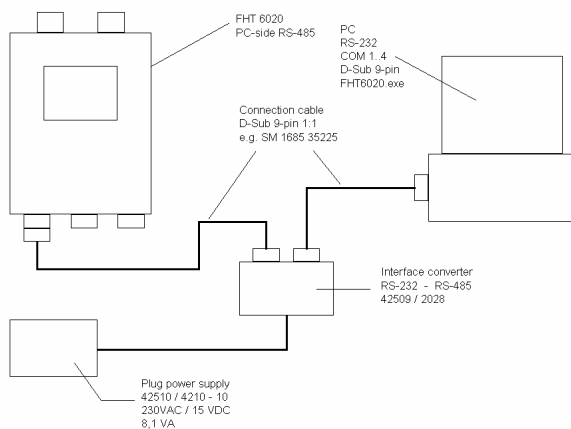 FHT 6020
PC-side RS-485
PC
RS-232
COM 1..4
D-Sub 9-pin
FHT6020.exe
Connection cable
D-Sub 9-pin 1:1
e.g. SM 1685 35225
Interface converter
RS-232 - RS-485
42509 / 2028
Plug power supply
42510 / 4210 - 10
230VAC / 15 VDC
8,1 VA